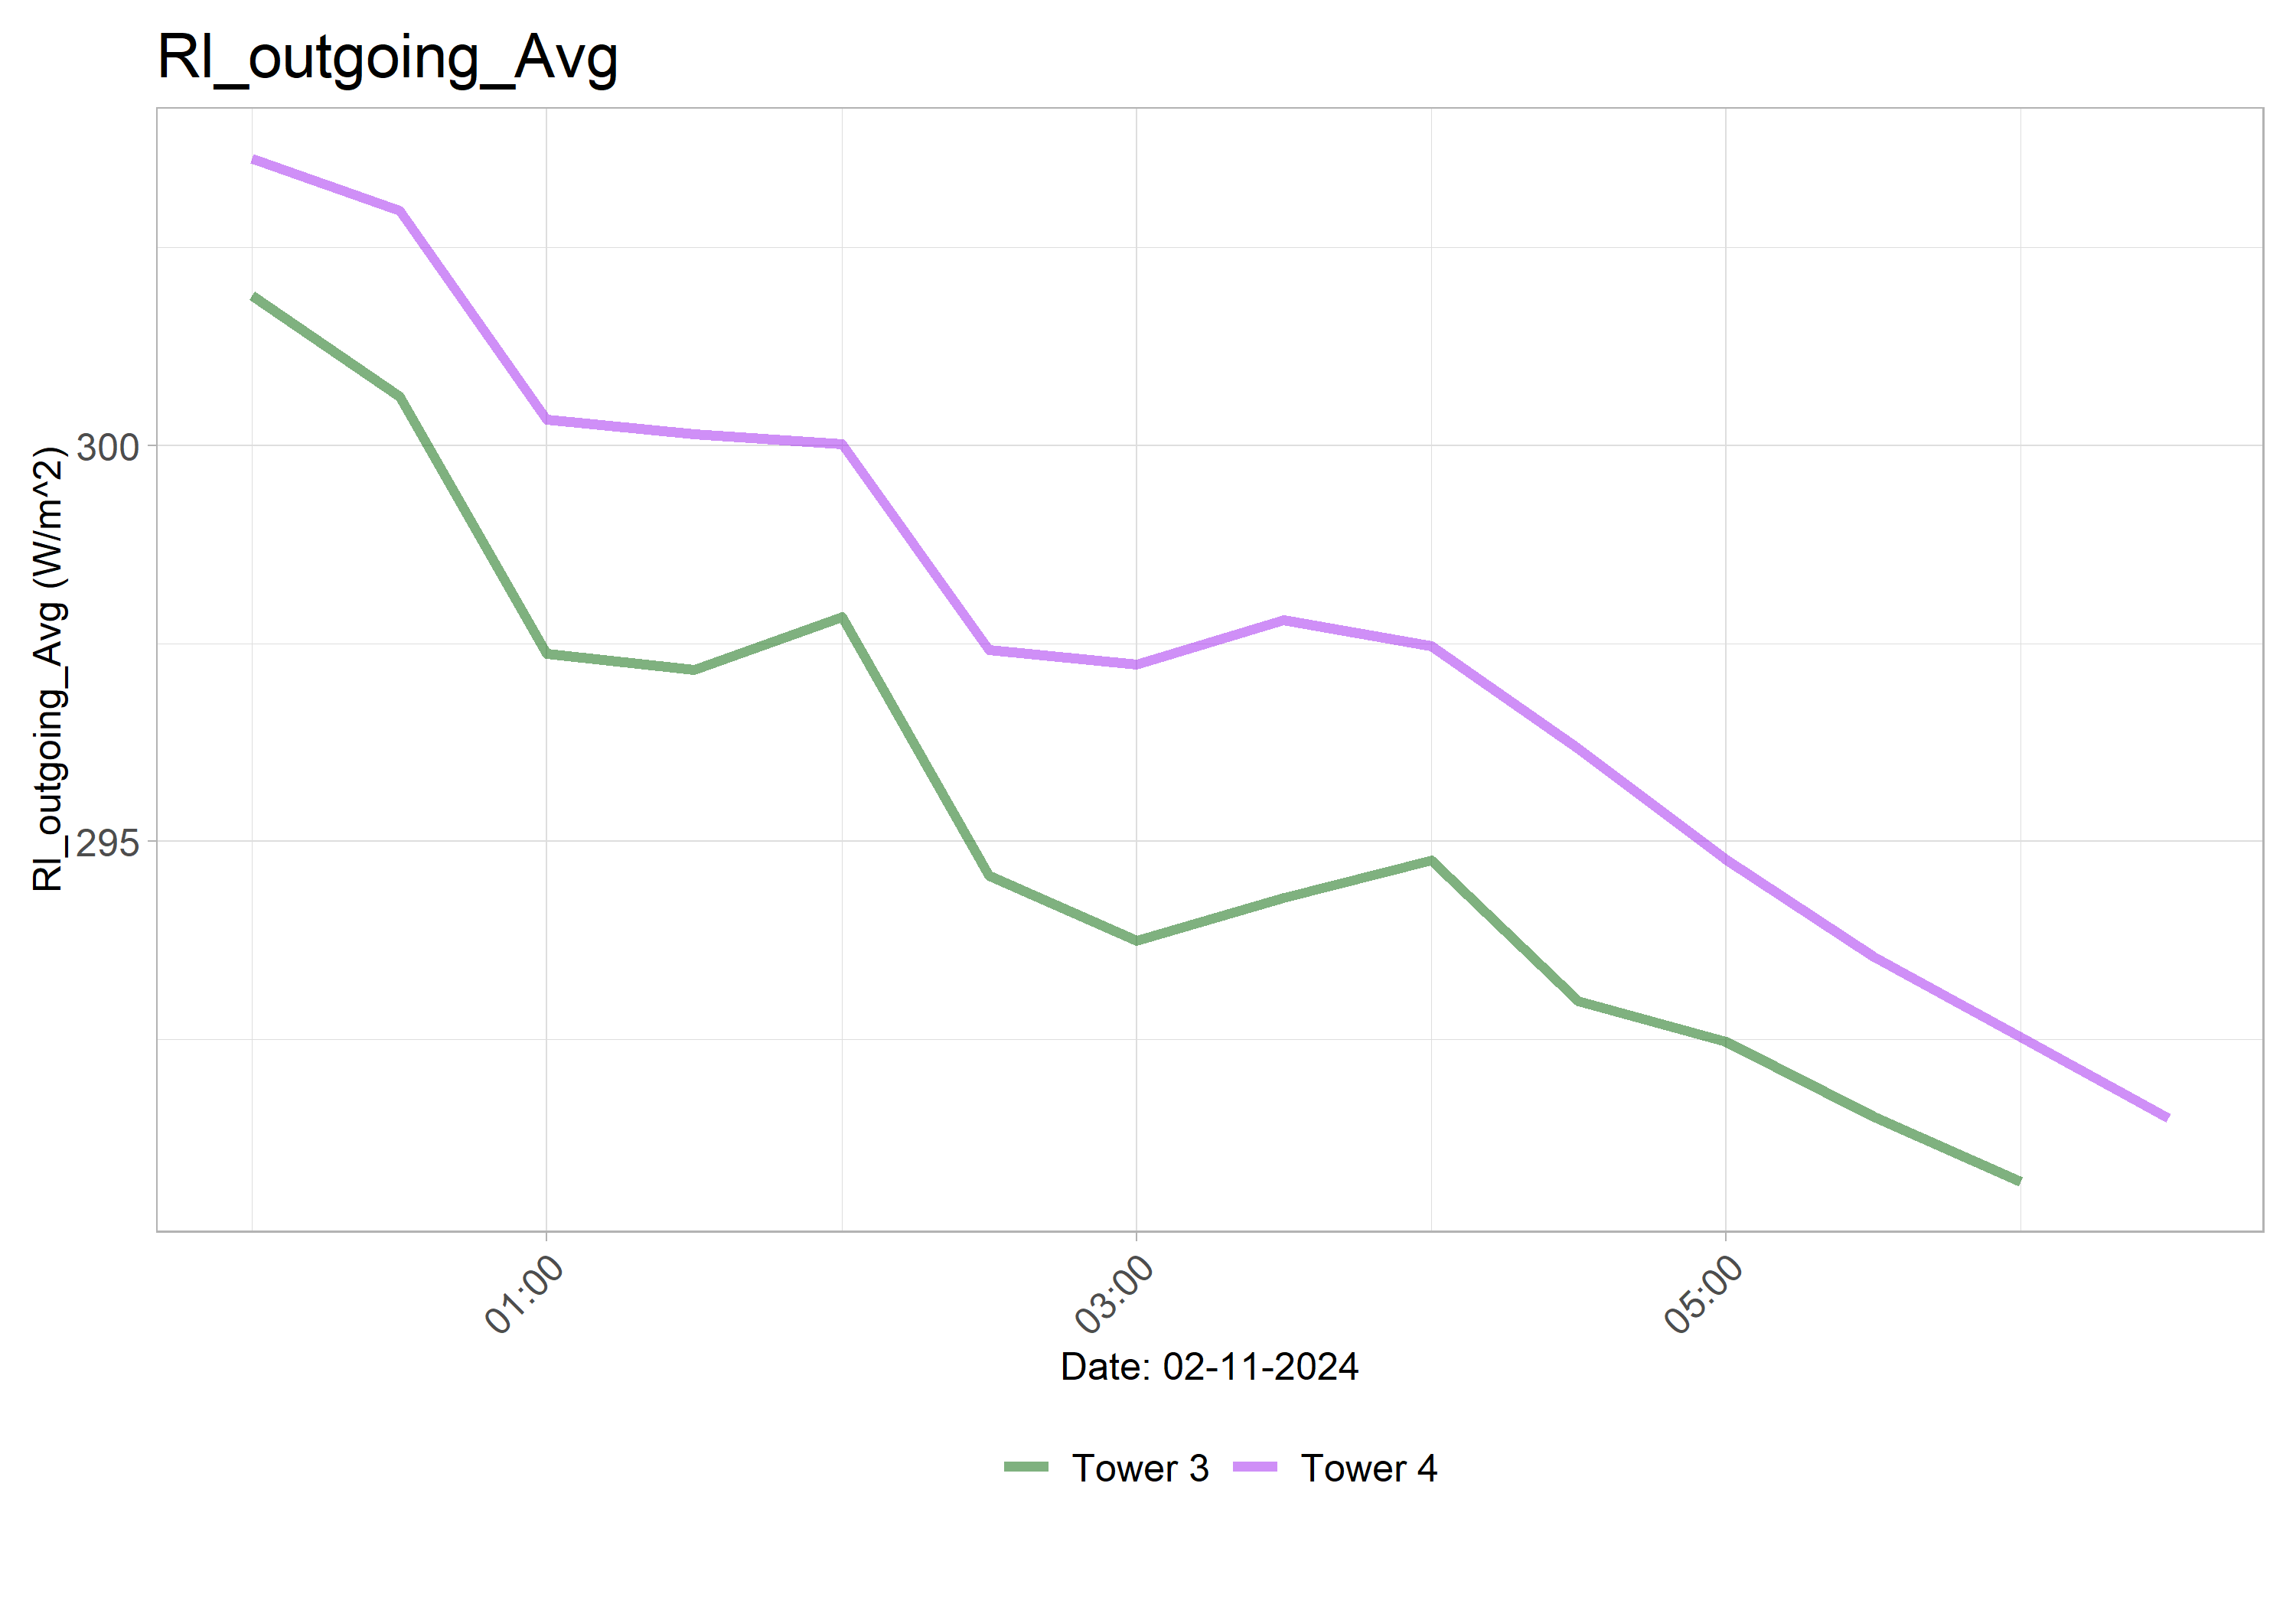 Rl_outgoing_Avg
Rl_outgoing_Avg (W/m^2)
300
295
01:00
03:00
05:00
Date: 02-11-2024
Tower 3
Tower 4